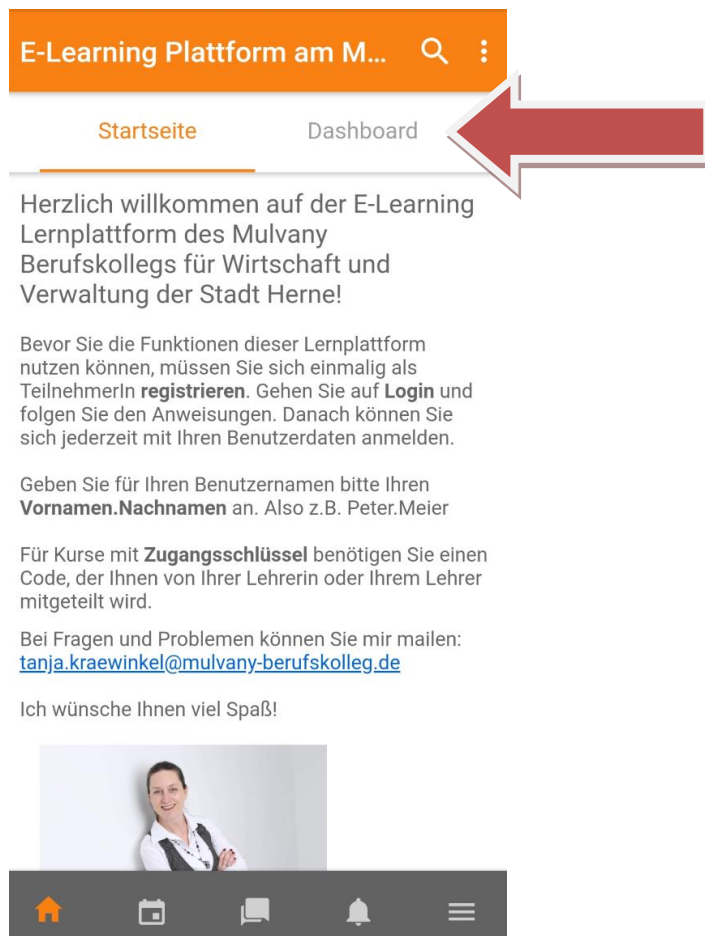 E-Learning Plattform am M...
Startseite Dashboard
Herzlich willkommen auf der E-Learning
Lernplattform des Mulvany
Berufskollegs für Wirtschaft und
Verwaltung der Stadt Herne!
Bevor Sie die Funktionen dieser Lernplattform
nutzen können, müssen Sie sich einmalig als
TeilnehmerIn registrieren. Gehen Sie auf Login und
folgen Sie den Anweisungen. Danach können Sie
sich jederzeit mit Ihren Benutzerdaten anmelden.
Geben Sie für Ihren Benutzernamen bitte Ihren
Vornamen.Nachnamen an. Also z.B. Peter.Meier
Für Kurse mit Zugangsschlüssel benötigen Sie einen
Code, der Ihnen von Ihrer Lehrerin oder Ihrem Lehrer
mitgeteilt wird.
Bei Fragen und Problemen können Sie mir mailen:
tanja.kraewinkel@mulvany-berufskolleg.de
Ich wünsche Ihnen viel Spaß!